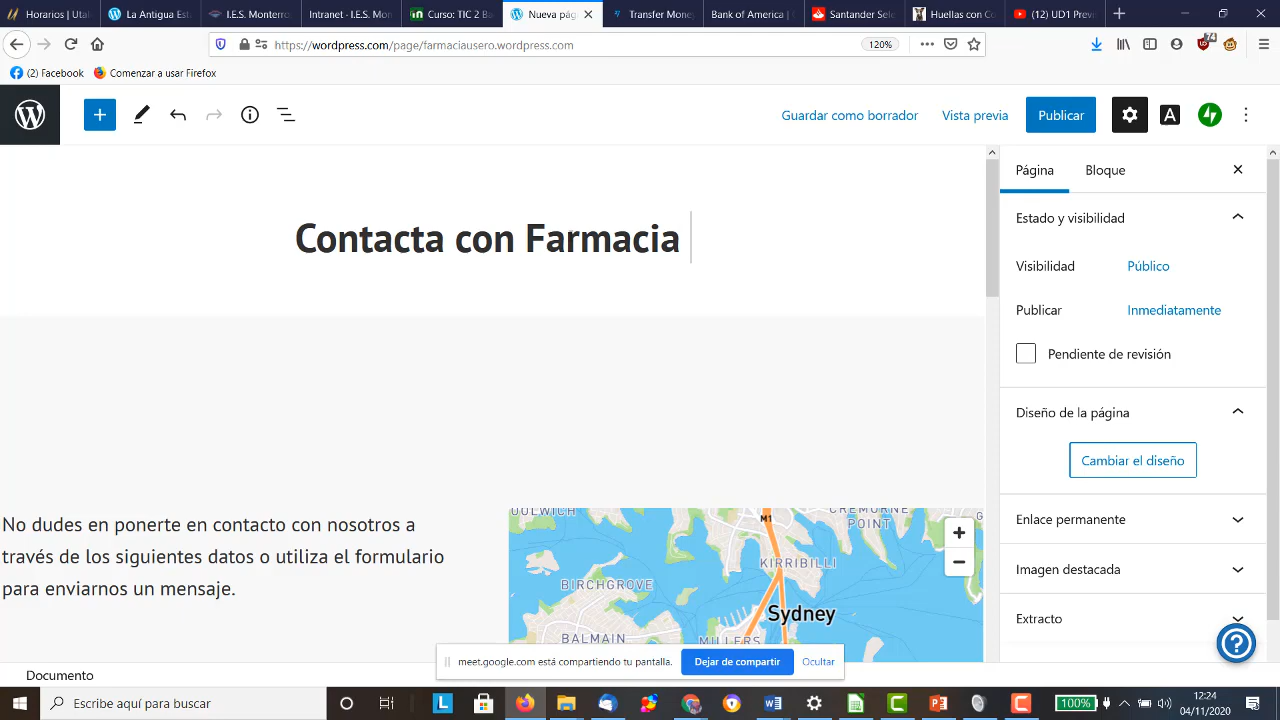 Horarios | Utal
La Antigua Est
I.E.S. Monterro
Intranet · I.E.S. Mon
Curso: TIC 2 Ba
Nueva pág
Transfer Mone
Bank of America | C
Santander Sele
Huellas con Co
(12) UD1 Previ
https://wordpress.com/page/farmaciausero.wordpress.com
120%
74
(2) Facebook
Comenzar a usar Firefox
Guardar como borrador
Vista previa
Publicar
A
Página
Bloque
Contacta con Farmacia
Estado y visibilidad
Visibilidad
Público
Publicar
Inmediatamente
Pendiente de revisión
Diseño de la página
Cambiar el diseño
Enlace permanente
Imagen destacada
Extracto
No dudes en ponerte en contacto con nosotros a
través de los siguientes datos o utiliza el formulario
para enviarnos un mensaje.
M1
CREMORNE
POINT
KIRRIBILLI
BIRCHGROVE
Sydney
BALMAIN
MILLERS
meet.google.com está compartiendo tu pantalla.
Dejar de compartir
Ocultar
Documento
Escribe aquí para buscar
100%
12:24
04/11/2020